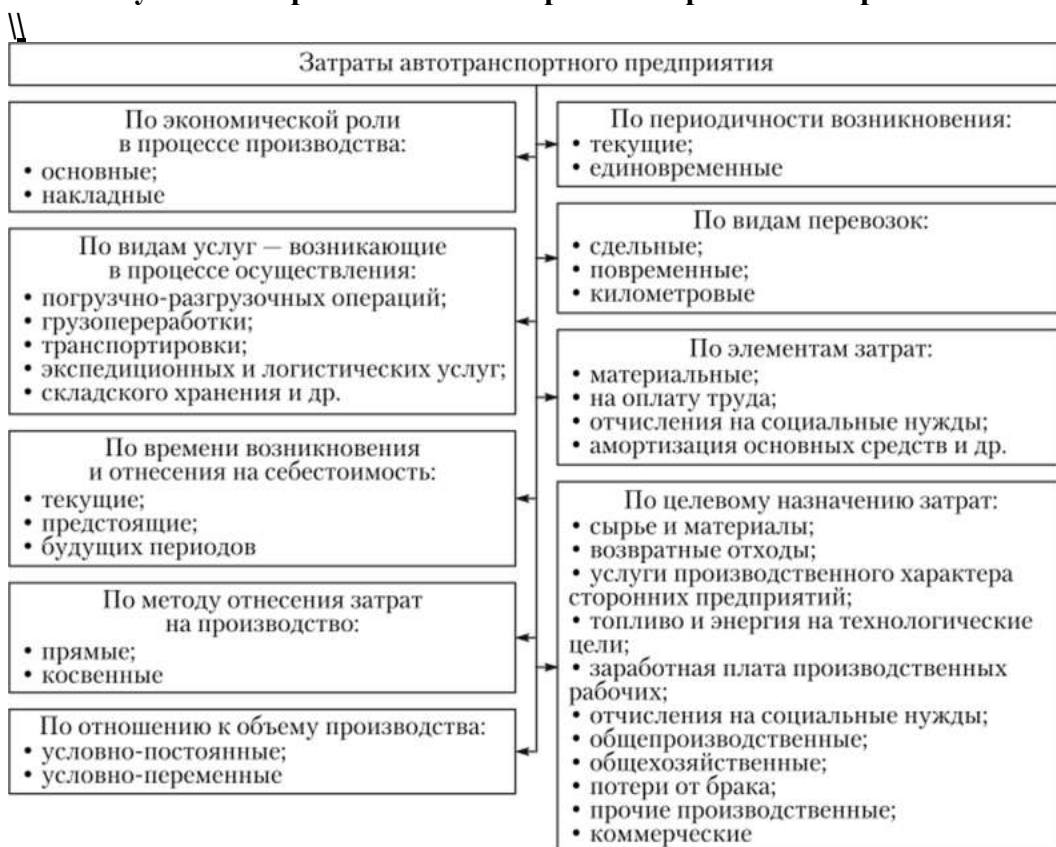 \\
Затраты автотранспортного предприятия
По экономической роли
в процессе производства:
• основные;
• накладные
По видам услуг — возникающие
в процессе осуществления:
• погрузчно-разгрузочных операций;
• грузопереработки;
• транспортировки;
• экспедиционных и логистических услуг;
• складского хранения и др.
По времени возникновения
и отнесения на себестоимость:
• текущие;
• предстоящие;
• будущих периодов
По методу отнесения затрат
на производство:
• прямые;
• косвенные
По отношению к объему производства:
• условно-постоянные;
• условно-переменные
По периодичности возникновения:
• текущие;
• единовременные
По видам перевозок:
• сдельные;
• повременные;
• километровые
По элементам затрат:
• материальные;
• на оплату труда;
• отчисления на социальные нужды;
• амортизация основных средств и др.
По целевому назначению затрат:
• сырье и материалы;
• возвратные отходы;
• услуги производственного характера
сторонних предприятий;
• топливо и энергия на технологические
цели;
• заработная плата производственных
рабочих;
• отчисления на социальные нужды;
• общепроизводственные;
• общехозяйственные;
• потери от брака;
• прочие производственные;
• коммерческие